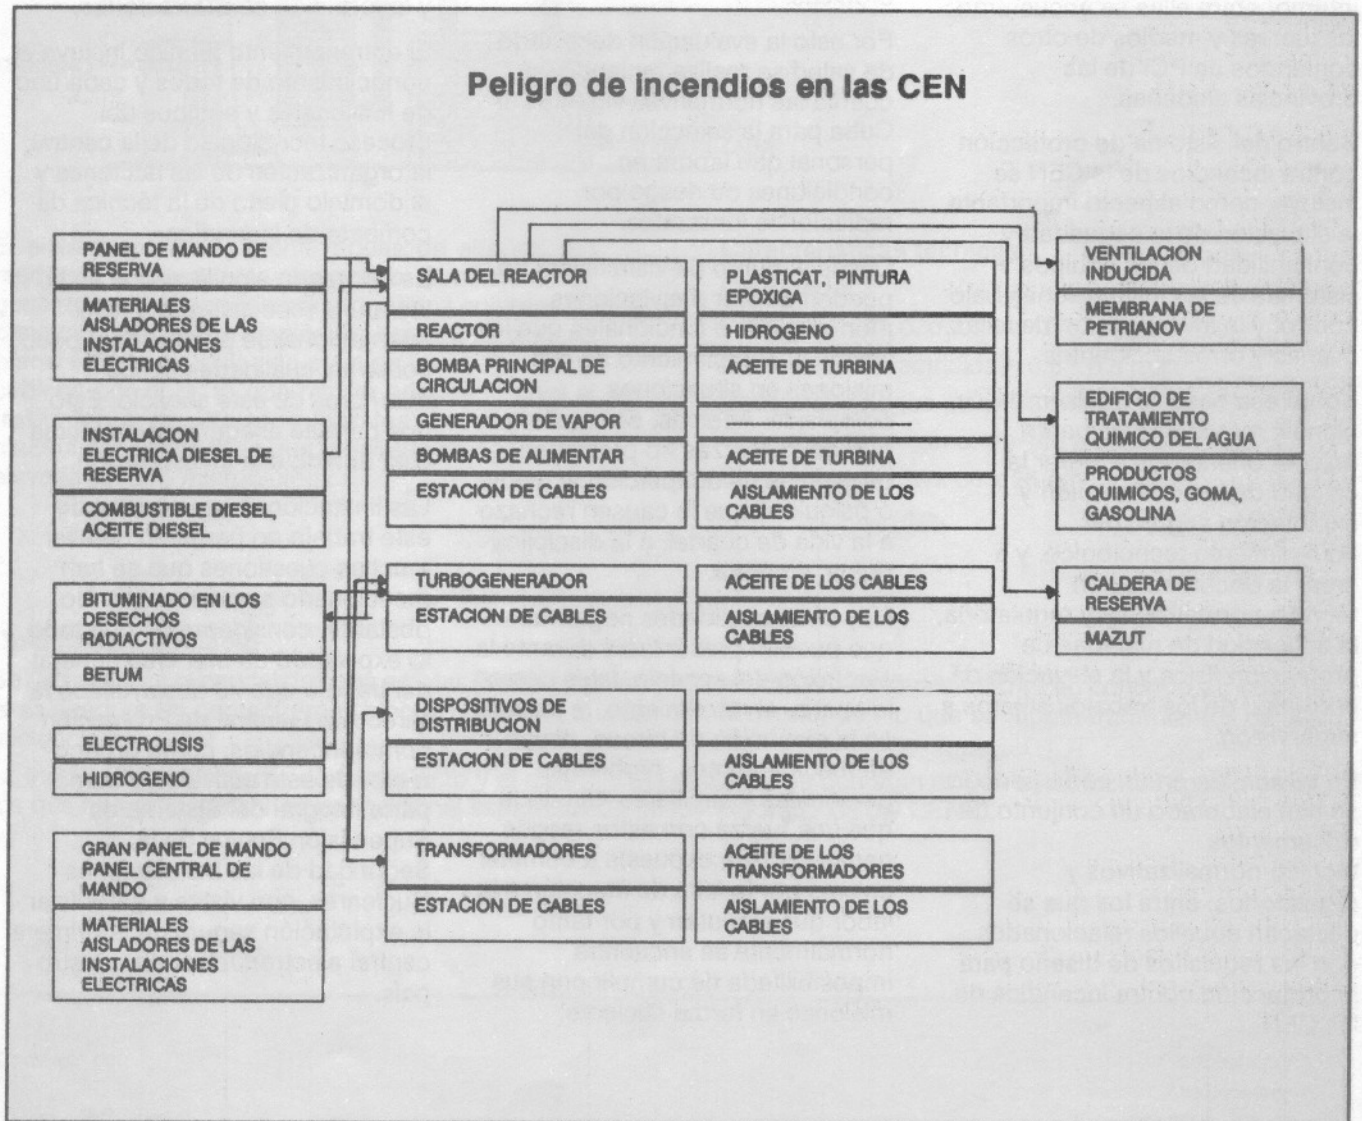 Peligro de incendios en las CEN
PANEL DE MANDO DE
RESERVA
MATERIALES
AISLADORES DE LAS
INSTALACIONES
ELECTRICAS
INSTALACION
ELECTRICA DIESEL DE
RESERVA
COMBUSTIBLE DIESEL,
ACEITE DIESEL
BITUMINADO EN LOS
DESECHOS
RADIACTIVOS
BETUM
ELECTROLISIS
HIDROGENO
GRAN PANEL DE MANDO
PANEL CENTRAL DE
MANDO
MATERIALES
AISLADORES DE LAS
INSTALACIONES
ELECTRICAS
SALA DEL REACTOR
PLASTICAT, PINTURA
EPOXICA
REACTOR
HIDROGENO
BOMBA PRINCIPAL DE
CIRCULACION
ACEITE DE TURBINA
GENERADOR DE VAPOR
BOMBAS DE ALIMENTAR
ACEITE DE TURBINA
ESTACION DE CABLES
AISLAMIENTO DE LOS
CABLES
TURBOGENERADOR
ACEITE DE LOS CABLES
ESTACION DE CABLES
AISLAMIENTO DE LOS
CABLES
DISPOSITIVOS DE
DISTRIBUCION
ESTACION DE CABLES
AISLAMIENTO DE LOS
CABLES
TRANSFORMADORES
ACEITE DE LOS
TRANSFORMADORES
ESTACION DE CABLES
AISLAMIENTO DE LOS
CABLES
VENTILACION
INDUCIDA
MEMBRANA DE
PETRIANOV
EDIFICIO DE
TRATAMIENTO
QUIMICO DEL AGUA
PRODUCTOS
QUIMICOS, GOMA,
GASOLINA
CALDERA DE
RESERVA
MAZUT